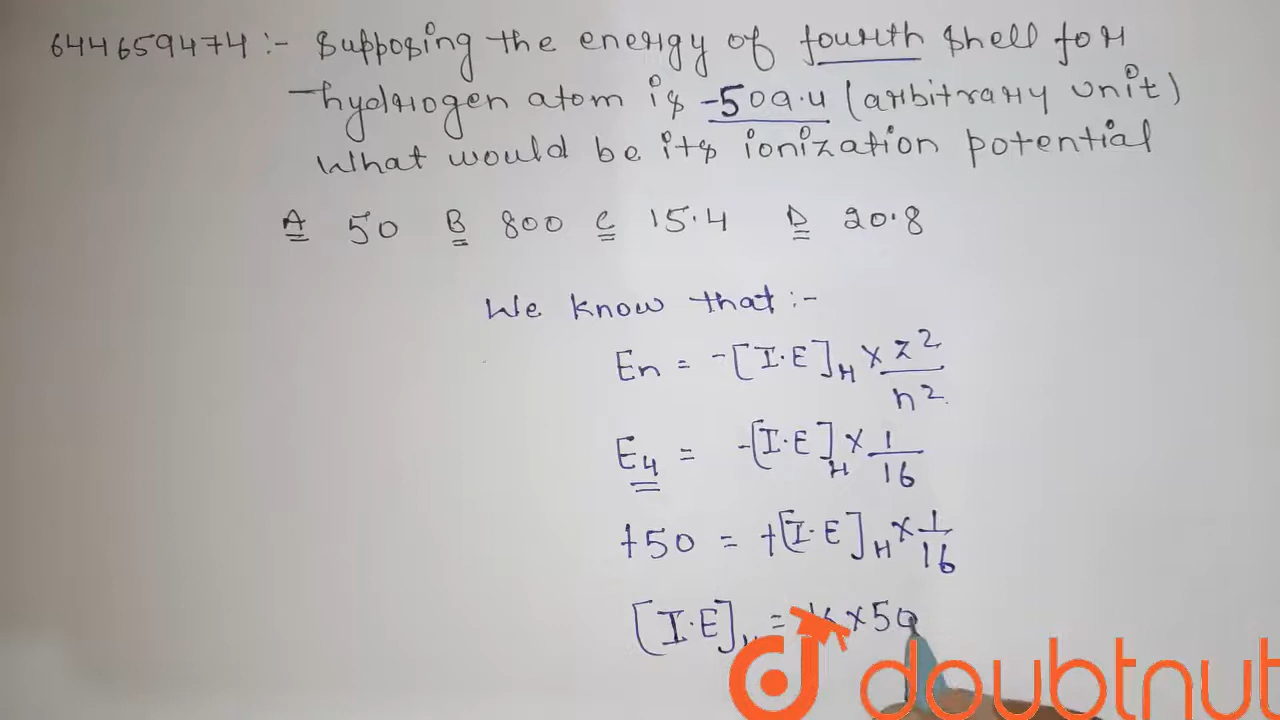 644659474:- Supposing the energy of fourth shell for
hydrogen atom is -50a.u (arbitrary unit)
What would be its ionization potential
A 50 B 800 C 15.4 D 20.8
We know that:-
En = -[I.E]H × z²/n²
E4 = -[I.E]H × 1/16
+50 = +[I.E]H × 1/16
[I.E]H = 16×50
doubtnut